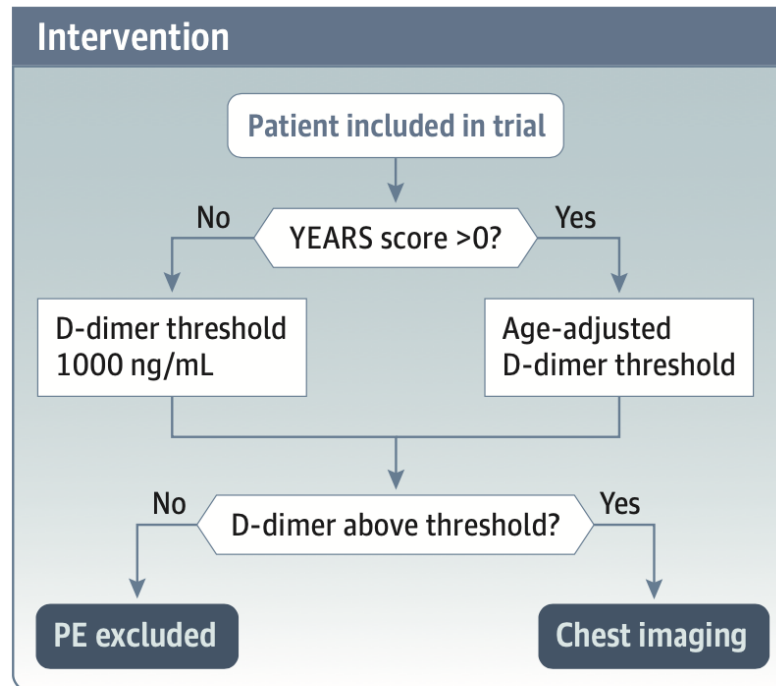 Intervention
Patient included in trial
No
YEARS score >0?
Yes
D-dimer threshold
1000 ng/mL
Age-adjusted
D-dimer threshold
No
D-dimer above threshold?
Yes
PE excluded
Chest imaging